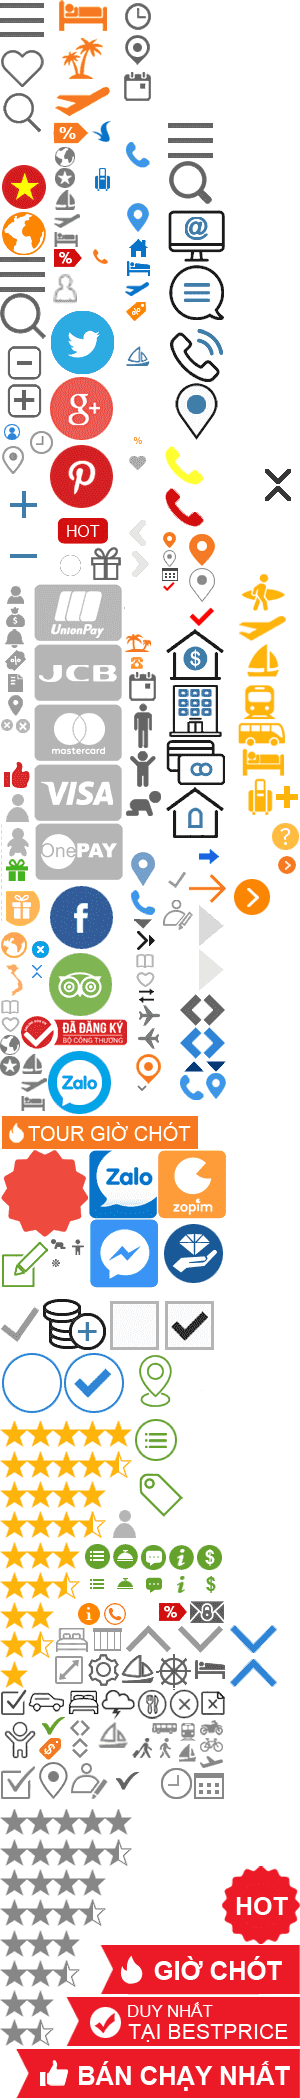 %
%
@
%
g+
%
HOT
UnionPay
JCB
$
mastercard
VISA
OnePAY
?
f
ĐÃ ĐĂNG KÝ
BỘ CÔNG THƯƠNG
Zalo
TOUR GIỜ CHÓT
Zalo
zopim
i $
i $
i %
HOT
GIỜ CHÓT
DUY NHẤT
TẠI BESTPRICE
BÁN CHẠY NHẤT